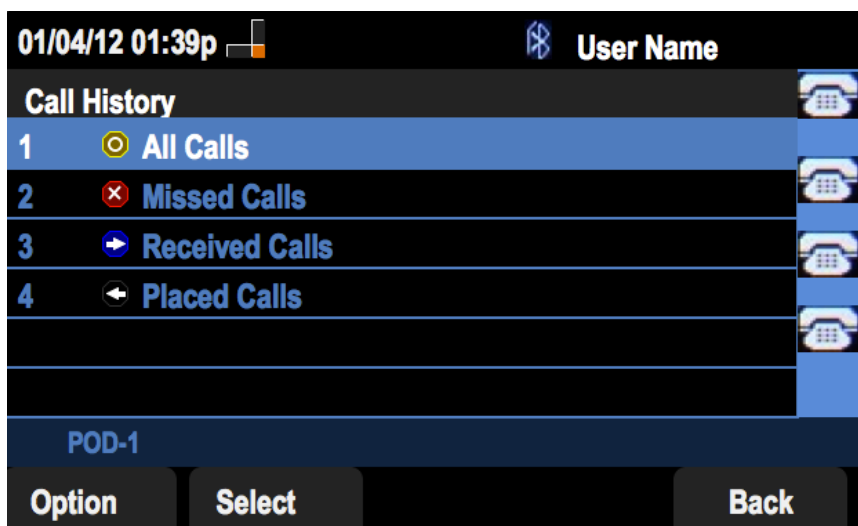 01/04/12 01:39p User Name
Call History
1 All Calls
2 Missed Calls
3 Received Calls
4 Placed Calls
POD-1
Option Select Back